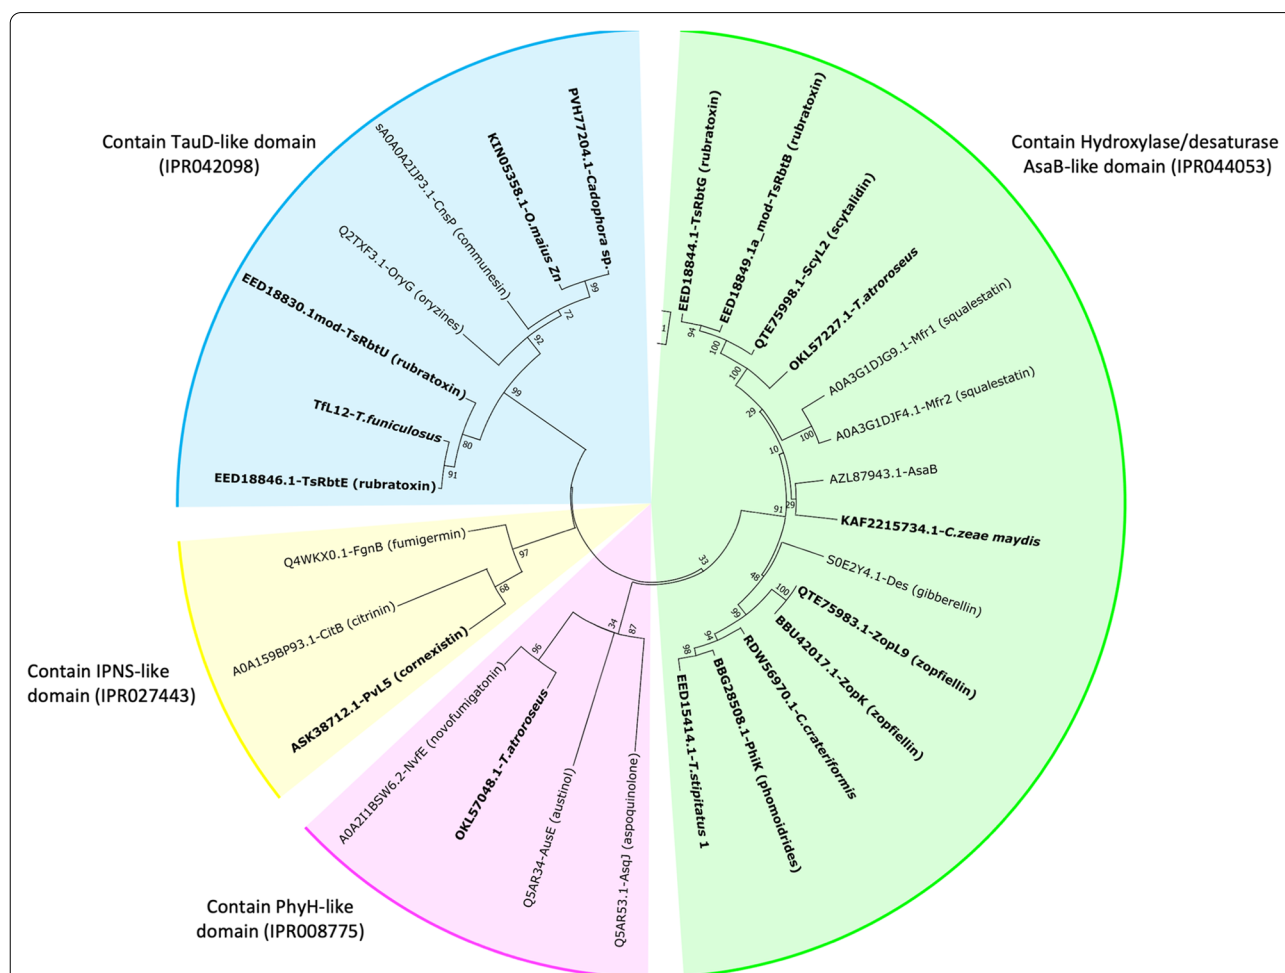 Contain TauD-like domain
(IPR042098)
sA0A0A2IJP3.1-CnsP (communesin)
KIN05358.1-O.maius Zn
PVH77204.1-Cadophora sp.
Q2TXF3.1-OryG (oryzines)
EED18830.1mod-TsRbtU (rubratoxin)
TfL12-T.funiculosus
EED18846.1-TsRbtE (rubratoxin)
99
72
92
99
80
91
Contain Hydroxylase/desaturase
AsaB-like domain (IPR044053)
EED18844.1-TsRbtG (rubratoxin)
EED18849.1a_mod-TsRbtB (rubratoxin)
QTE75998.1-ScyL2 (scytalidin)
OKL57227.1-T.atroroseus
A0A3G1DJG9.1-Mfr1 (squalestatin)
A0A3G1DJF4.1-Mfr2 (squalestatin)
AZL87943.1-AsaB
KAF2215734.1-C.zeae maydis
S0E2Y4.1-Des (gibberellin)
QTE75983.1-ZopL9 (zopfiellin)
BBU42017.1-ZopK (zopfiellin)
RDW56970.1-C.crateriformis
BBG28508.1-PhiK (phomoidrides)
EED15414.1-T.stipitatus 1
1
94
100
100
29
100
10
29
91
48
100
99
94
98
33
Contain IPNS-like
domain (IPR027443)
Q4WKX0.1-FgnB (fumigermin)
A0A159BP93.1-CitB (citrinin)
ASK38712.1-PvL5 (cornexistin)
97
68
Contain PhyH-like
domain (IPR008775)
A0A2I1BSW6.2-NvfE (novofumigatonin)
OKL57048.1-T.atroroseus
Q5AR34-AusE (austinol)
Q5AR53.1-AsqJ (aspoquinolone)
96
34
87